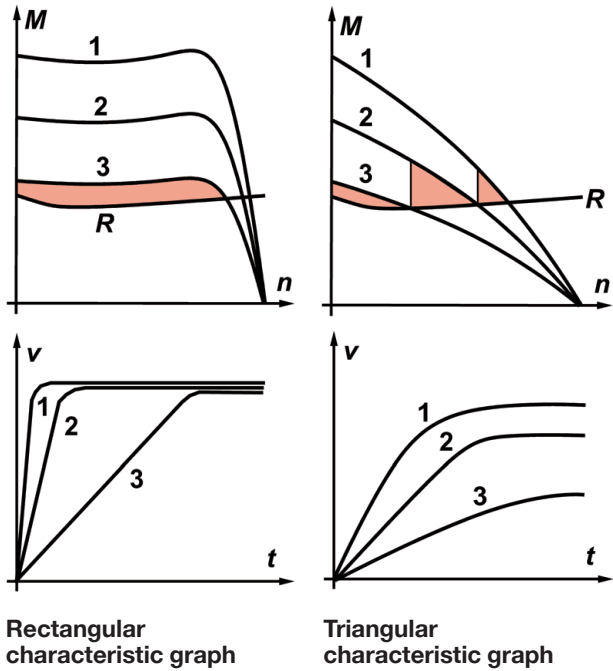 M
1
2
3
R
n
M
1
2
3
R
n
v
1
2
3
t
v
1
2
3
t
Rectangular
characteristic graph
Triangular
characteristic graph